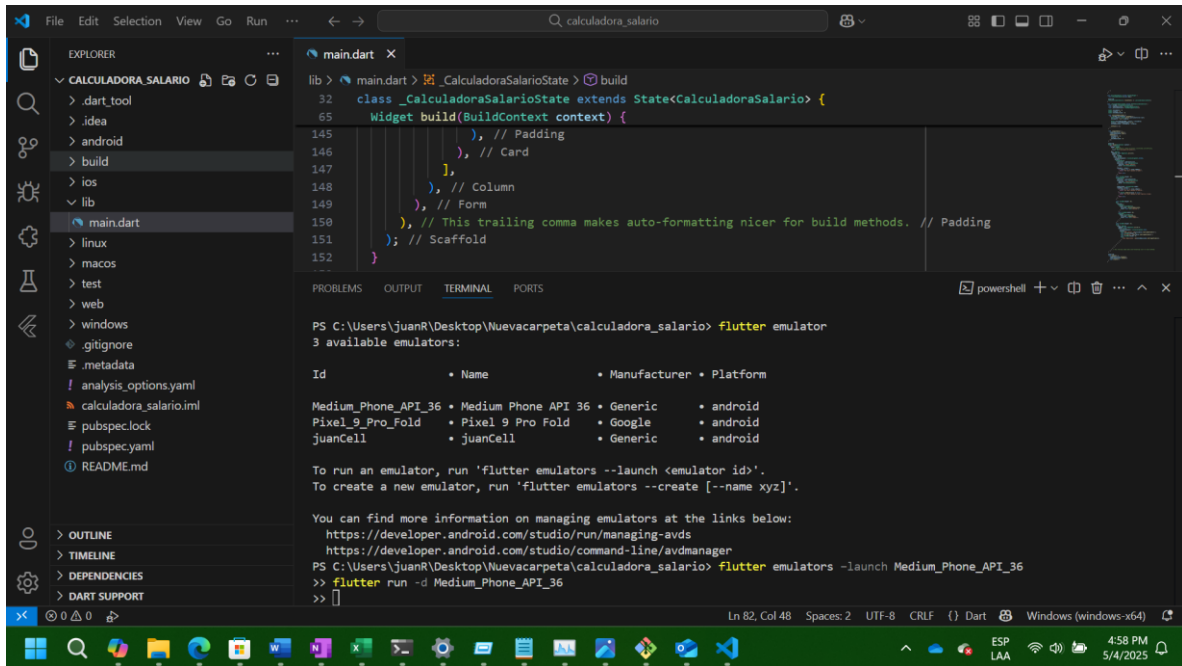 File Edit Selection View Go Run ··· calculadora_salario
EXPLORER ···
CALCULADORA_SALARIO
.dart_tool
.idea
android
build
ios
lib
main.dart
linux
macos
test
web
windows
.gitignore
.metadata
analysis_options.yaml
calculadora_salario.iml
pubspec.lock
pubspec.yaml
README.md
OUTLINE
TIMELINE
DEPENDENCIES
DART SUPPORT
main.dart
lib > main.dart > _CalculadoraSalarioState > build
32 class _CalculadoraSalarioState extends State<CalculadoraSalario> {
65 Widget build(BuildContext context) {
145 ), // Padding
146 ), // Card
147 ],
148 ), // Column
149 ), // Form
150 ), // This trailing comma makes auto-formatting nicer for build methods. // Padding
151 ); // Scaffold
152 }
PROBLEMS OUTPUT TERMINAL PORTS powershell
PS C:\Users\juanR\Desktop\Nuevacarpeta\calculadora_salario> flutter emulator
3 available emulators:
Id • Name • Manufacturer • Platform
Medium_Phone_API_36 • Medium Phone API 36 • Generic • android
Pixel_9_Pro_Fold • Pixel 9 Pro Fold • Google • android
juanCell • juanCell • Generic • android
To run an emulator, run 'flutter emulators --launch <emulator id>'.
To create a new emulator, run 'flutter emulators --create [--name xyz]'.
You can find more information on managing emulators at the links below:
https://developer.android.com/studio/run/managing-avds
https://developer.android.com/studio/command-line/avdmanager
PS C:\Users\juanR\Desktop\Nuevacarpeta\calculadora_salario> flutter emulators –launch Medium_Phone_API_36
>> flutter run -d Medium_Phone_API_36
>>
0 0 Ln 82, Col 48 Spaces: 2 UTF-8 CRLF {} Dart Windows (windows-x64)
ESP
LAA
4:58 PM
5/4/2025